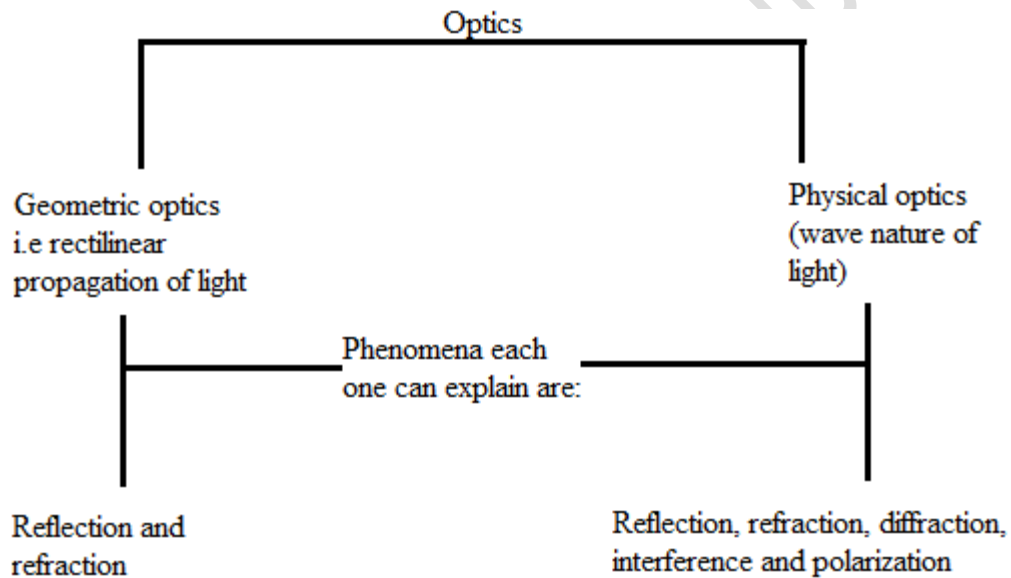 Optics
Geometric optics
i.e rectilinear
propagation of light
Physical optics
(wave nature of
light)
Phenomena each
one can explain are:
Reflection and
refraction
Reflection, refraction, diffraction,
interference and polarization